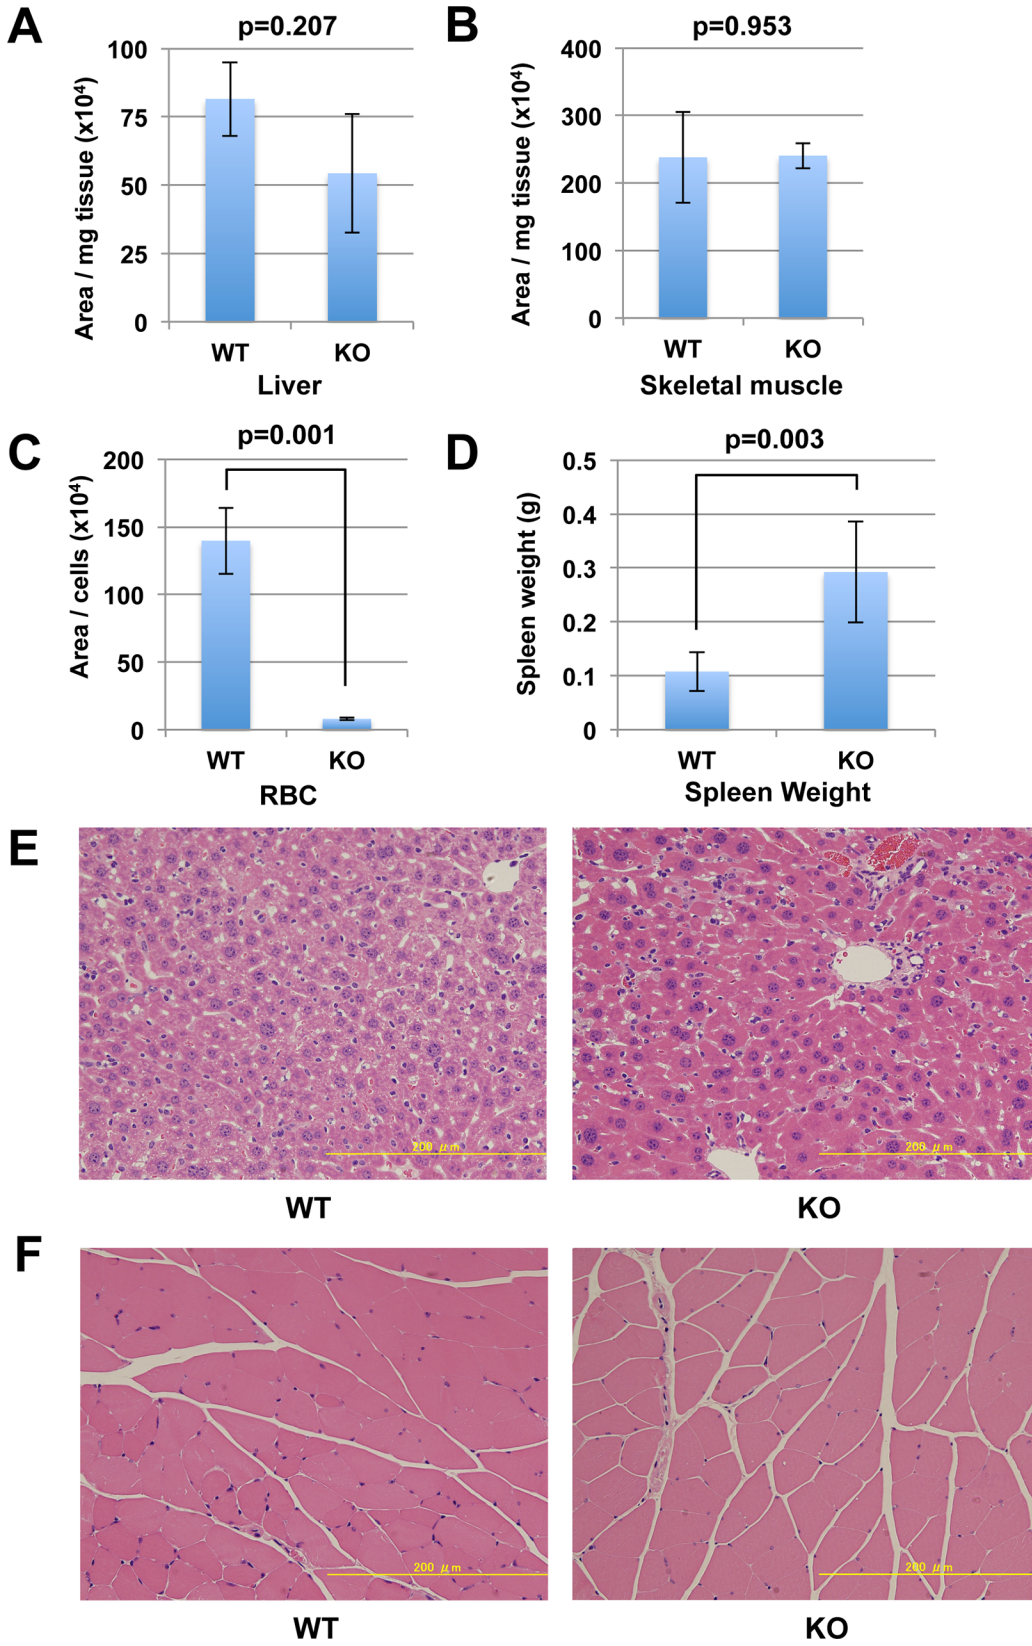 A
p=0.207
Area / mg tissue (x10⁴)
100
75
50
25
0
WT KO
Liver
B
p=0.953
Area / mg tissue (x10⁴)
400
300
200
100
0
WT KO
Skeletal muscle
C
p=0.001
Area / cells (x10⁴)
200
150
100
50
0
WT KO
RBC
D
p=0.003
Spleen weight (g)
0.5
0.4
0.3
0.2
0.1
0
WT KO
Spleen Weight
E
200 μm
200 μm
WT KO
F
200 μm
200 μm
WT KO